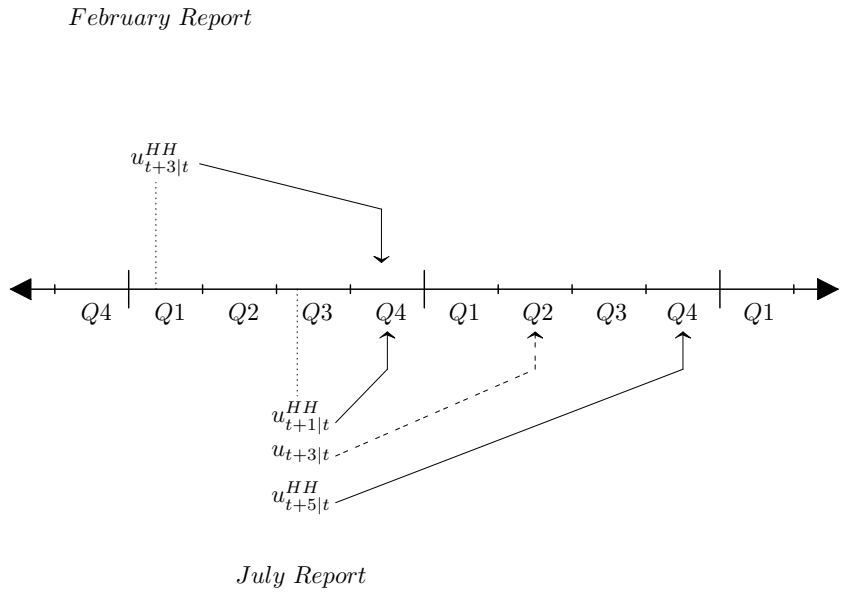 February Report
u^{HH}_{t+3|t}
Q4 Q1 Q2 Q3 Q4 Q1 Q2 Q3 Q4 Q1
u^{HH}_{t+1|t}
u_{t+3|t}
u^{HH}_{t+5|t}
July Report